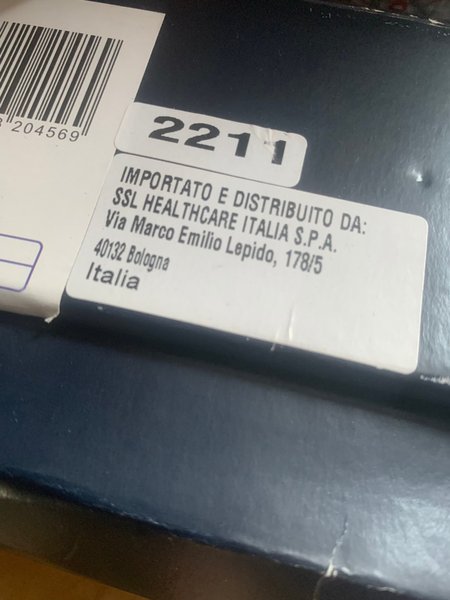 204569
2211
IMPORTATO E DISTRIBUITO DA:
SSL HEALTHCARE ITALIA S.P.A.
Via Marco Emilio Lepido, 178/5
40132 Bologna
Italia